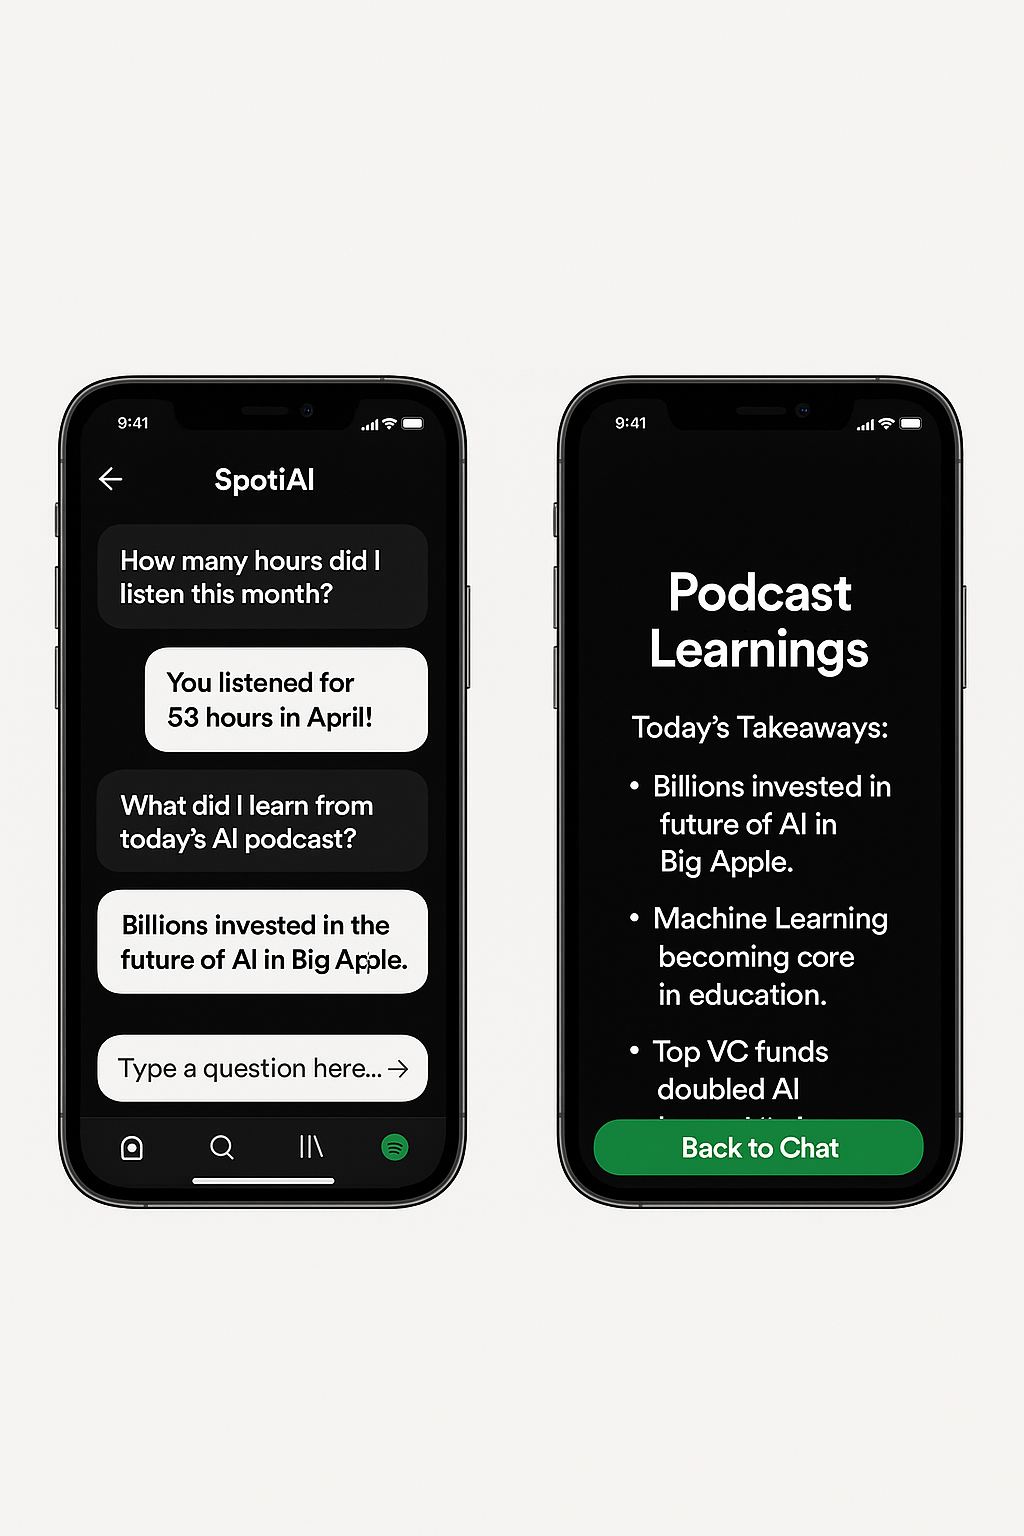 9:41
SpotiAI
How many hours did I
listen this month?
You listened for
53 hours in April!
What did I learn from
today's AI podcast?
Billions invested in the
future of AI in Big Apple.
Type a question here...
9:41
Podcast
Learnings
Today's Takeaways:
• Billions invested in
future of AI in
Big Apple.
• Machine Learning
becoming core
in education.
• Top VC funds
doubled AI
Back to Chat